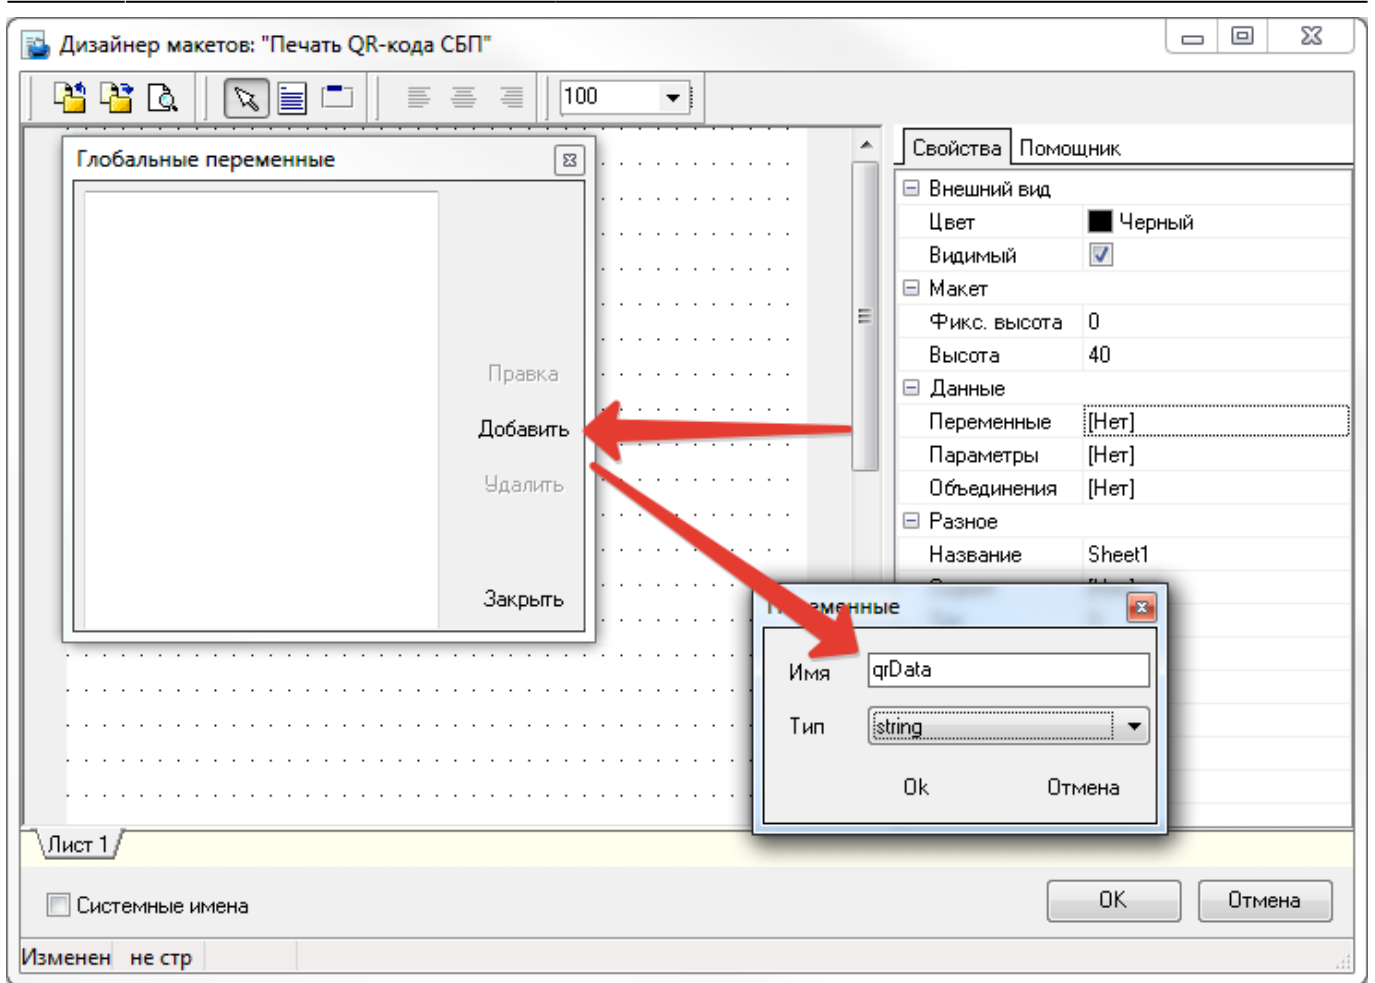 Дизайнер макетов: "Печать QR-кода СБП"
100
Глобальные переменные
Правка
Добавить
Удалить
Закрыть
Свойства Помощник
Внешний вид
Цвет Черный
Видимый
Макет
Фикс. высота 0
Высота 40
Данные
Переменные [Нет]
Параметры [Нет]
Объединения [Нет]
Разное
Название Sheet1
Имя qrData
Тип string
Ok Отмена
Лист 1
Системные имена
OK Отмена
Изменен не стр